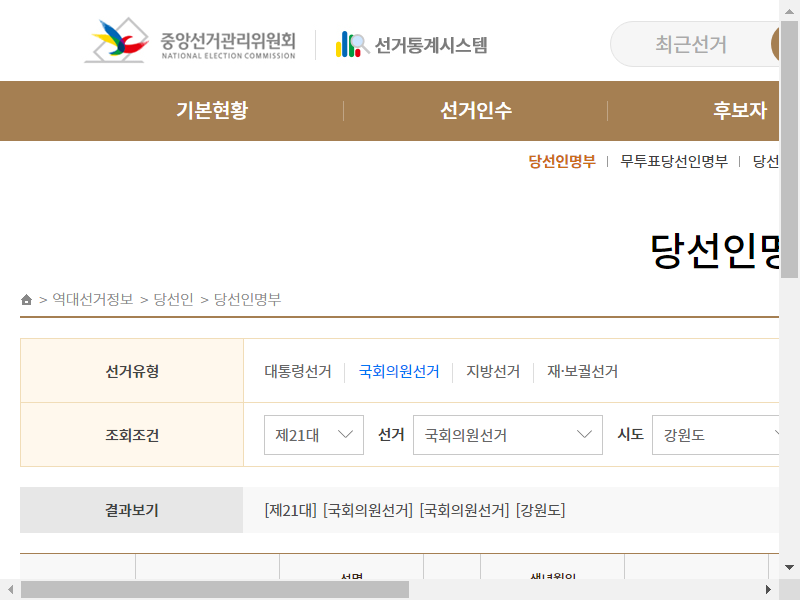 중앙선거관리위원회 선거통계시스템 최근선거
NATIONAL ELECTION COMMISSION
기본현황 선거인수 후보자
당선인명부 무투표당선인명부 당선
당선인명
> 역대선거정보 > 당선인 > 당선인명부
선거유형 대통령선거 국회의원선거 지방선거 재·보궐선거
조회조건 제21대 선거 국회의원선거 시도 강원도
결과보기 [제21대] [국회의원선거] [국회의원선거] [강원도]
성명 생년월일